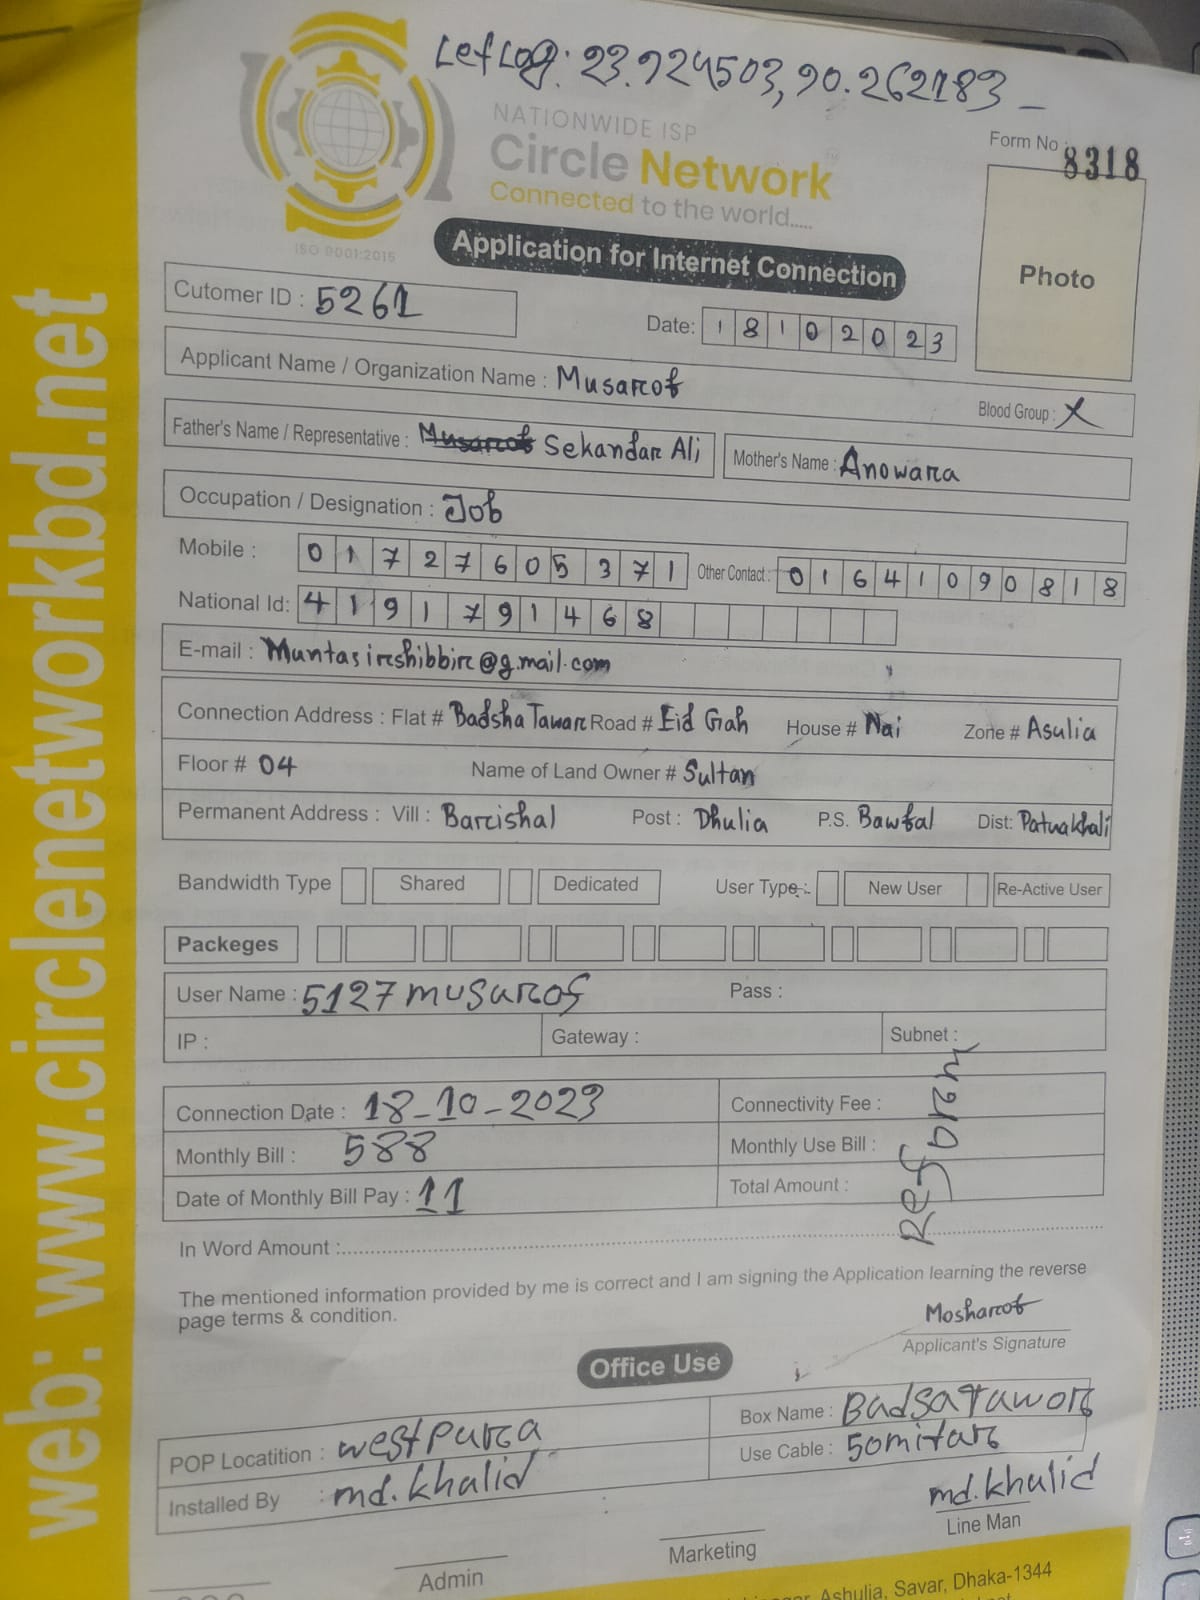 Letlog: 23.924503, 90.262183
NATIONWIDE ISP
Circle Network
Connected to the world.....
ISO 9001:2015
Form No : 8318
Photo
Application for Internet Connection
Cutomer ID : 5261
Date: 18102023
Applicant Name / Organization Name : Musarof
Blood Group : X
Father's Name / Representative : Musarof Sekandar Ali
Mother's Name : Anowara
Occupation / Designation : Job
Mobile : 01727605371 Other Contact : 01641090818
National Id: 4191791468
E-mail : Muntasirshibbir@g.mail.com
Connection Address : Flat # Badsha Tawar Road # Eid Gah House # Nai Zone # Asulia
Floor # 04 Name of Land Owner # Sultan
Permanent Address : Vill : Barishal Post : Dhulia P.S. Bawfal Dist: Patuakhali
Bandwidth Type Shared Dedicated User Type : New User Re-Active User
Packeges
User Name : 5127musarof Pass :
IP : Gateway : Subnet :
Connection Date : 18-10-2023 Connectivity Fee :
Monthly Bill : 588 Monthly Use Bill :
Date of Monthly Bill Pay : 11 Total Amount :
In Word Amount :
The mentioned information provided by me is correct and I am signing the Application learning the reverse
page terms & condition.
Mosharof
Applicant's Signature
Office Use
POP Locatition : westpura Box Name : Badsatawor
Installed By : md.khalid Use Cable : 50mitar
md.khalid
Line Man
Marketing
Admin
Ashulia, Savar, Dhaka-1344
web: www.circlenetworkbd.net